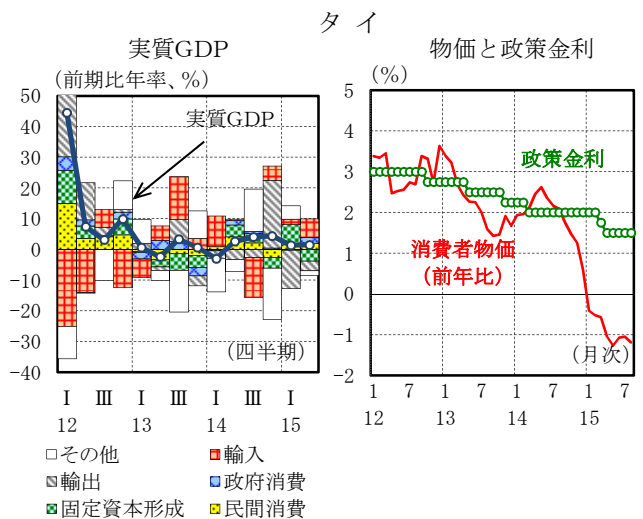 タ イ
実質GDP
(前期比年率、%)
50
40
30
20
10
0
−10
−20
−30
−40
実質GDP
(四半期)
Ⅰ Ⅲ Ⅰ Ⅲ Ⅰ Ⅲ Ⅰ
12 13 14 15
□その他
輸入
輸出
政府消費
固定資本形成
民間消費
物価と政策金利
(%)
5
4
3
2
1
0
−1
−2
政策金利
消費者物価
(前年比)
(月次)
1 7 1 7 1 7 1 7
12 13 14 15